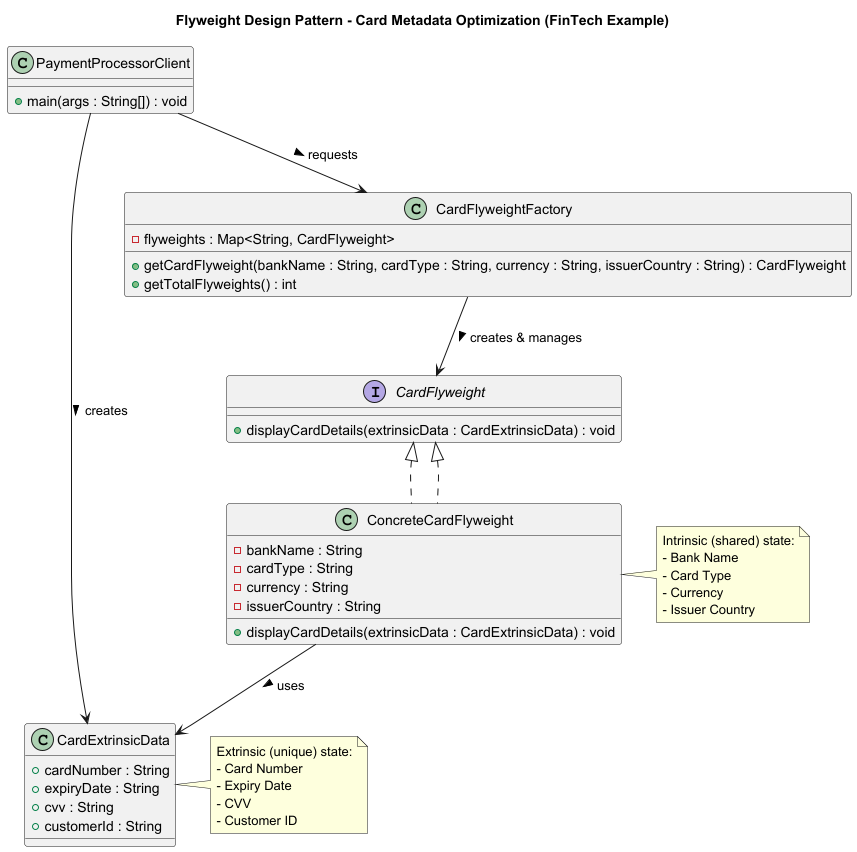 Flyweight Design Pattern - Card Metadata Optimization (FinTech Example)
C PaymentProcessorClient
main(args : String[]) : void
requests
C CardFlyweightFactory
flyweights : Map<String, CardFlyweight>
getCardFlyweight(bankName : String, cardType : String, currency : String, issuerCountry : String) : CardFlyweight
getTotalFlyweights() : int
creates & manages
I CardFlyweight
displayCardDetails(extrinsicData : CardExtrinsicData) : void
creates
C ConcreteCardFlyweight
bankName : String
cardType : String
currency : String
issuerCountry : String
displayCardDetails(extrinsicData : CardExtrinsicData) : void
Intrinsic (shared) state:
- Bank Name
- Card Type
- Currency
- Issuer Country
uses
C CardExtrinsicData
cardNumber : String
expiryDate : String
cvv : String
customerId : String
Extrinsic (unique) state:
- Card Number
- Expiry Date
- CVV
- Customer ID